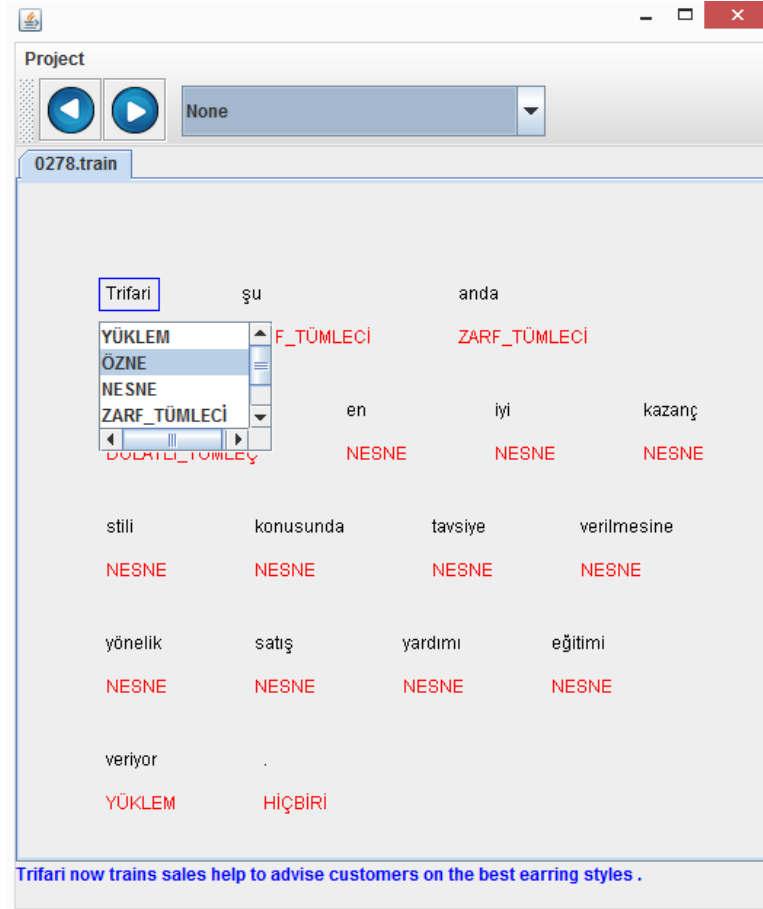 Project
None
0278.train
Trifari şu anda
YÜKLEM
ÖZNE
NESNE
ZARF_TÜMLECİ
F_TÜMLECİ ZARF_TÜMLECİ
en iyi kazanç
NESNE NESNE NESNE
stili konusunda tavsiye verilmesine
NESNE NESNE NESNE NESNE
yönelik satış yardımı eğitimi
NESNE NESNE NESNE NESNE
veriyor .
YÜKLEM HİÇBİRİ
Trifari now trains sales help to advise customers on the best earring styles .